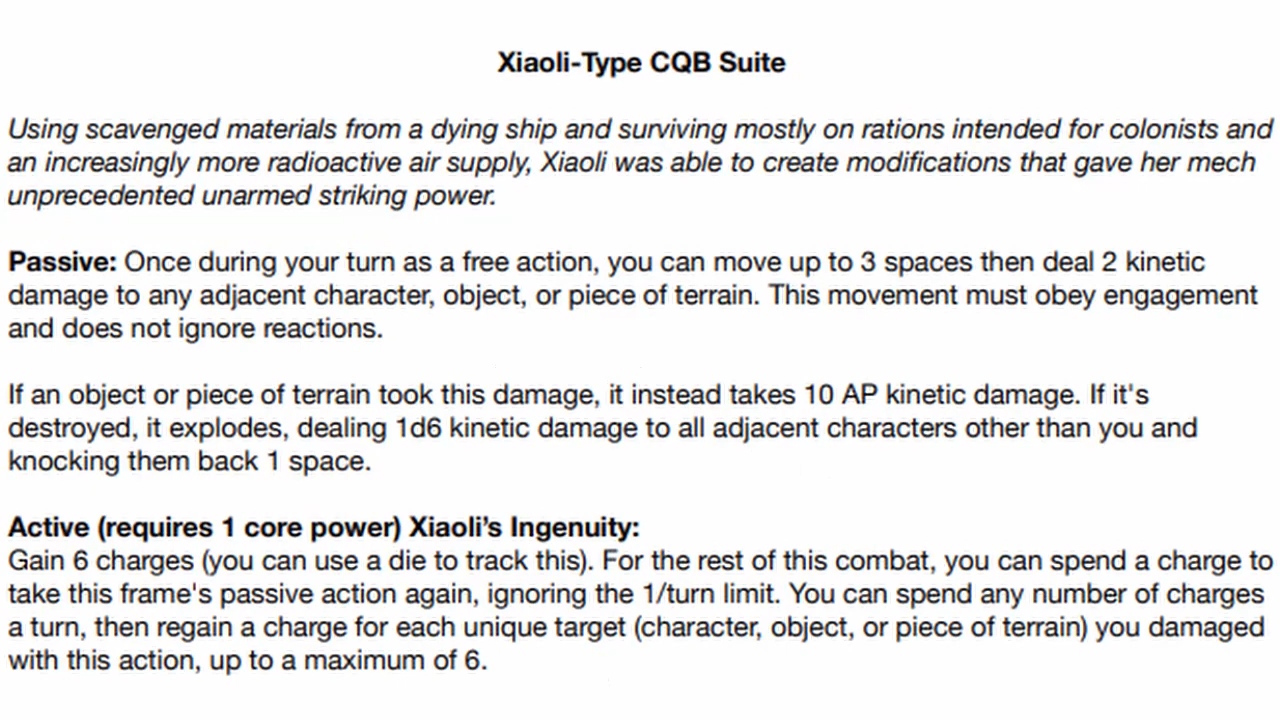 Xiaoli-Type CQB Suite
Using scavenged materials from a dying ship and surviving mostly on rations intended for colonists and
an increasingly more radioactive air supply, Xiaoli was able to create modifications that gave her mech
unprecedented unarmed striking power.
Passive: Once during your turn as a free action, you can move up to 3 spaces then deal 2 kinetic
damage to any adjacent character, object, or piece of terrain. This movement must obey engagement
and does not ignore reactions.
If an object or piece of terrain took this damage, it instead takes 10 AP kinetic damage. If it's
destroyed, it explodes, dealing 1d6 kinetic damage to all adjacent characters other than you and
knocking them back 1 space.
Active (requires 1 core power) Xiaoli’s Ingenuity:
Gain 6 charges (you can use a die to track this). For the rest of this combat, you can spend a charge to
take this frame's passive action again, ignoring the 1/turn limit. You can spend any number of charges
a turn, then regain a charge for each unique target (character, object, or piece of terrain) you damaged
with this action, up to a maximum of 6.